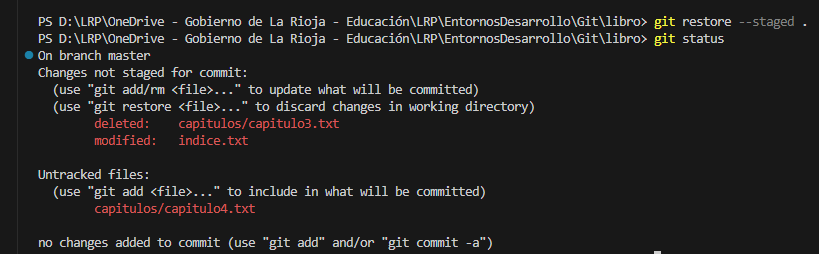 PS D:\LRP\OneDrive - Gobierno de La Rioja - Educación\LRP\EntornosDesarrollo\Git\libro> git restore --staged .
PS D:\LRP\OneDrive - Gobierno de La Rioja - Educación\LRP\EntornosDesarrollo\Git\libro> git status
On branch master
Changes not staged for commit:
  (use "git add/rm <file>..." to update what will be committed)
  (use "git restore <file>..." to discard changes in working directory)
        deleted:    capitulos/capitulo3.txt
        modified:   indice.txt

Untracked files:
  (use "git add <file>..." to include in what will be committed)
        capitulos/capitulo4.txt

no changes added to commit (use "git add" and/or "git commit -a")